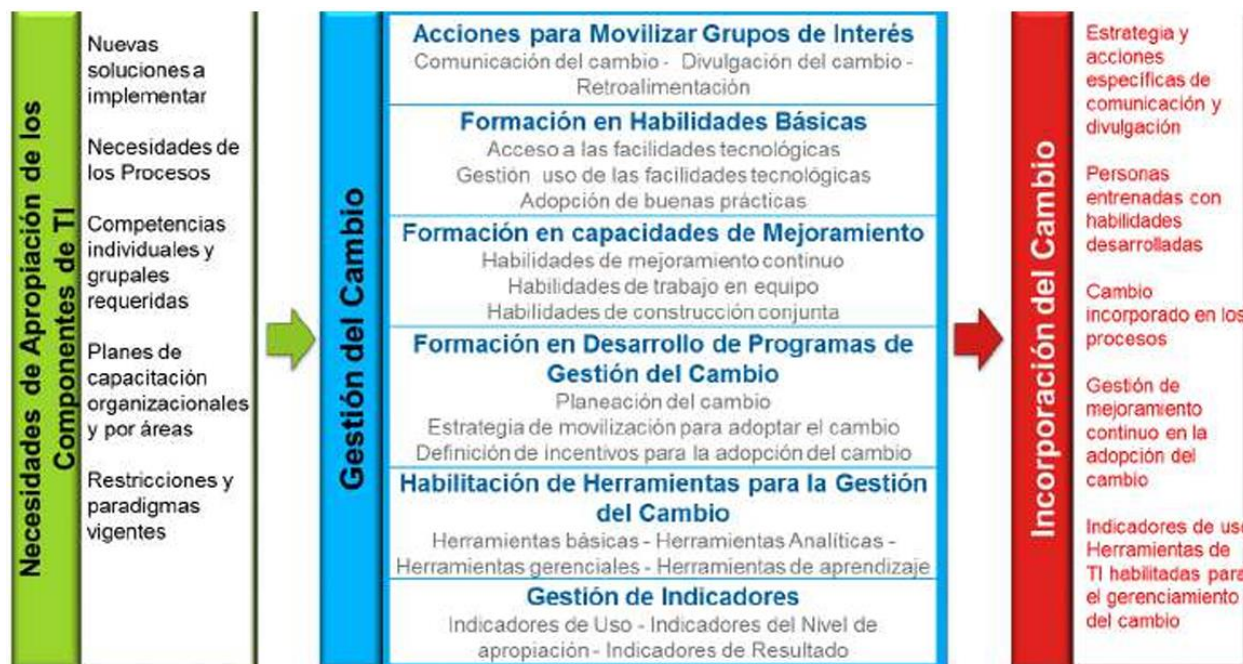 Necesidades de Apropiación de los
Componentes de TI
Nuevas
soluciones a
implementar
Necesidades de
los Procesos
Competencias
individuales y
grupales
requeridas
Planes de
capacitación
organizacionales
y por áreas
Restricciones y
paradigmas
vigentes
Gestión del Cambio
Acciones para Movilizar Grupos de Interés
Comunicación del cambio - Divulgación del cambio -
Retroalimentación
Formación en Habilidades Básicas
Acceso a las facilidades tecnológicas
Gestión uso de las facilidades tecnológicas
Adopción de buenas prácticas
Formación en capacidades de Mejoramiento
Habilidades de mejoramiento continuo
Habilidades de trabajo en equipo
Habilidades de construcción conjunta
Formación en Desarrollo de Programas de
Gestión del Cambio
Planeación del cambio
Estrategia de movilización para adoptar el cambio
Definición de incentivos para la adopción del cambio
Habilitación de Herramientas para la Gestión
del Cambio
Herramientas básicas - Herramientas Analíticas -
Herramientas gerenciales - Herramientas de aprendizaje
Gestión de Indicadores
Indicadores de Uso - Indicadores del Nivel de
apropiación - Indicadores de Resultado
Incorporación del Cambio
Estrategia y
acciones
específicas de
comunicación y
divulgación
Personas
entrenadas con
habilidades
desarrolladas
Cambio
incorporado en los
procesos
Gestión de
mejoramiento
continuo en la
adopción del
cambio
Indicadores de uso
Herramientas de
TI habilitadas para
el gerenciamiento
del cambio